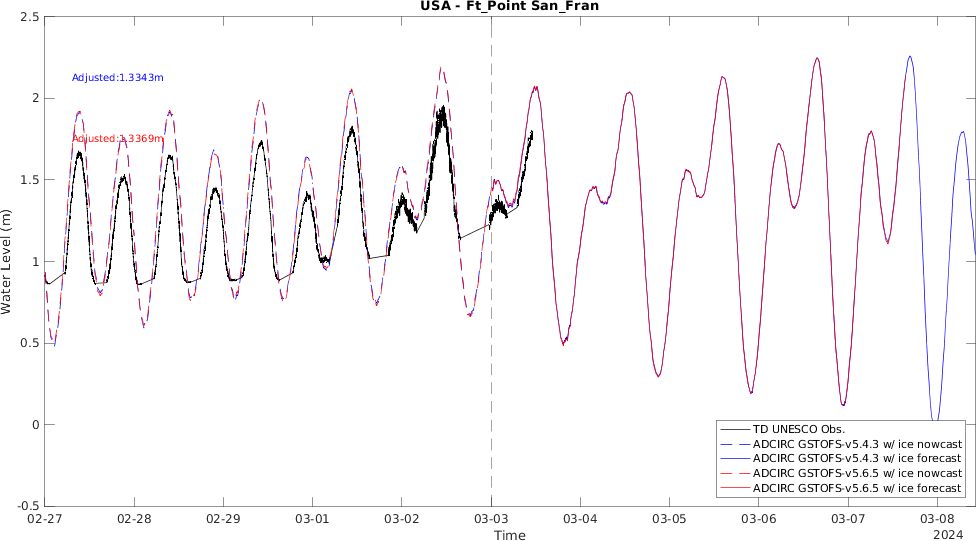 USA - Ft_Point San_Fran
2.5
2
1.5
1
0.5
0
-0.5
Water Level (m)
Adjusted:1.3343m
Adjusted:1.3369m
TD UNESCO Obs.
ADCIRC GSTOFS-v5.4.3 w/ ice nowcast
ADCIRC GSTOFS-v5.4.3 w/ ice forecast
ADCIRC GSTOFS-v5.6.5 w/ ice nowcast
ADCIRC GSTOFS-v5.6.5 w/ ice forecast
02-27 02-28 02-29 03-01 03-02 03-03 03-04 03-05 03-06 03-07 03-08
Time 2024